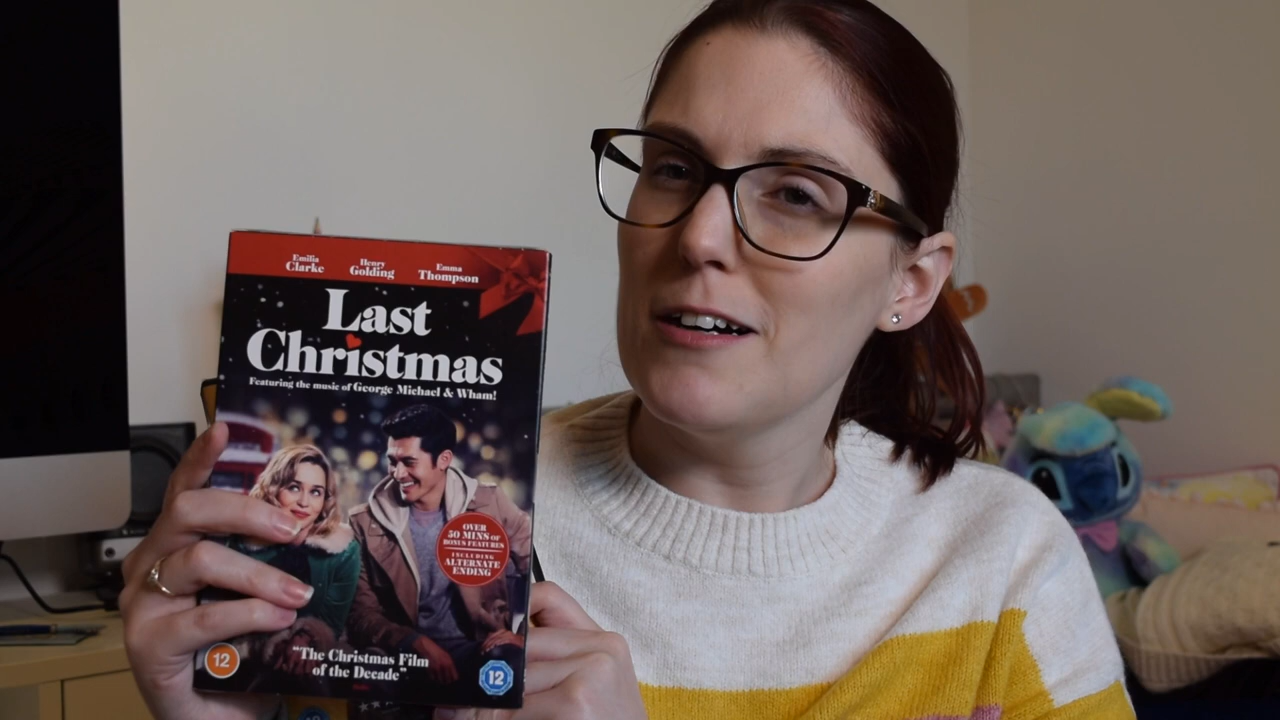 Emilia
Clarke
Henry
Golding
Emma
Thompson
Last
Christmas
Featuring the music of George Michael & Wham!
OVER
50 MINS OF
BONUS FEATURES
INCLUDING
ALTERNATE
ENDING
"The Christmas Film
of the Decade"
12
12